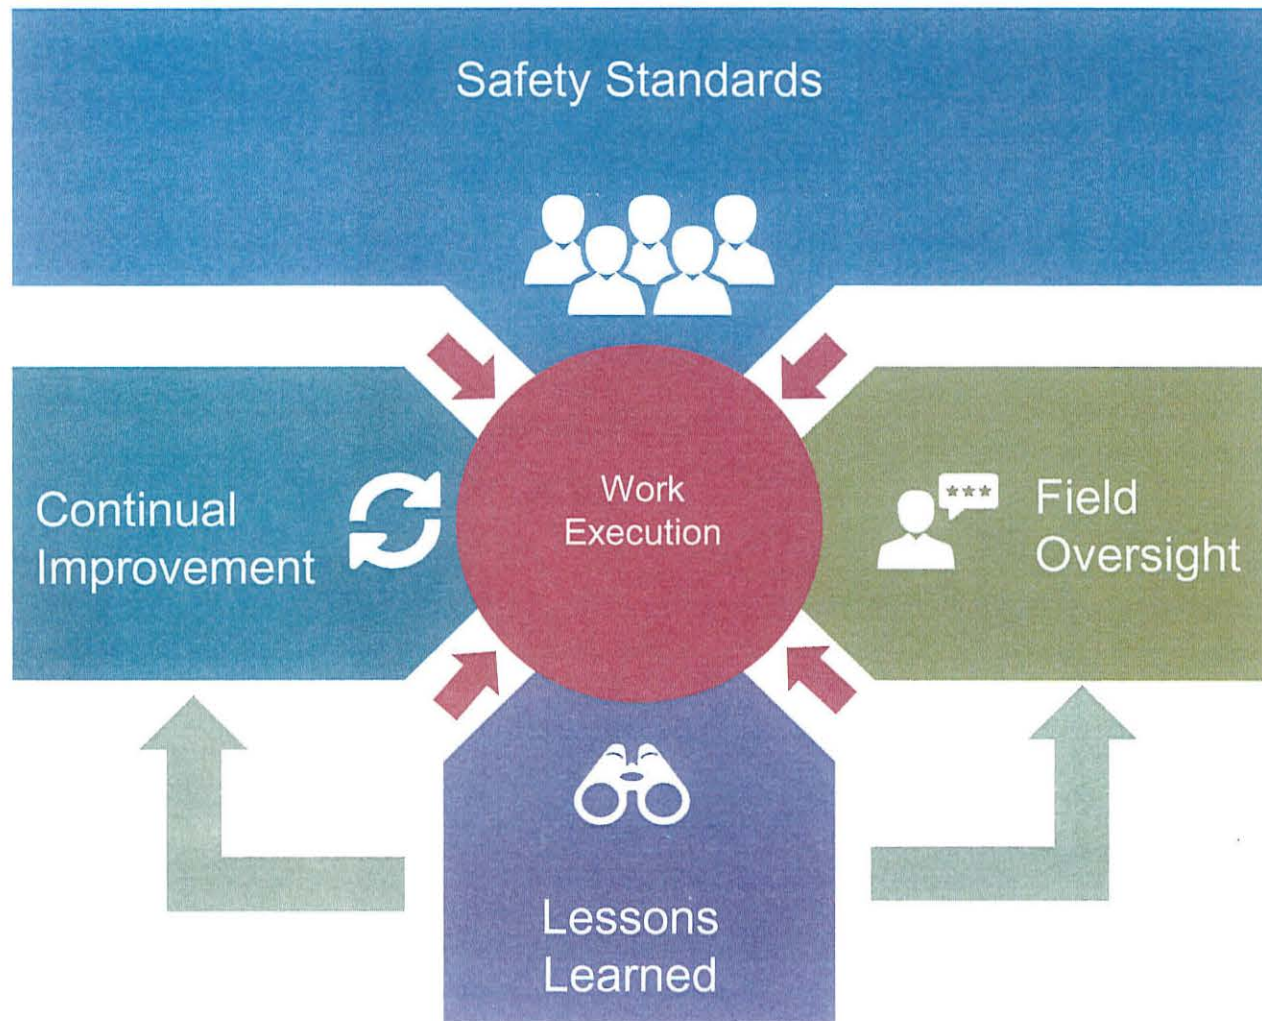 Safety Standards
Continual
Improvement
Work
Execution
Field
Oversight
Lessons
Learned